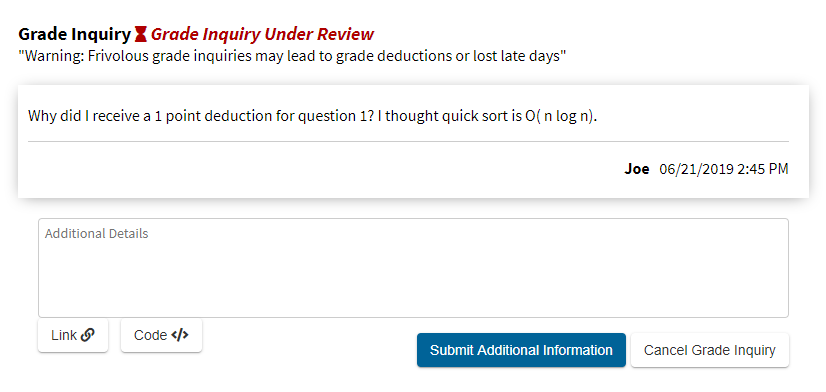 Grade Inquiry Grade Inquiry Under Review
"Warning: Frivolous grade inquiries may lead to grade deductions or lost late days"
Why did I receive a 1 point deduction for question 1? I thought quick sort is O( n log n).
Joe 06/21/2019 2:45 PM
Additional Details
Link Code </>
Submit Additional Information Cancel Grade Inquiry